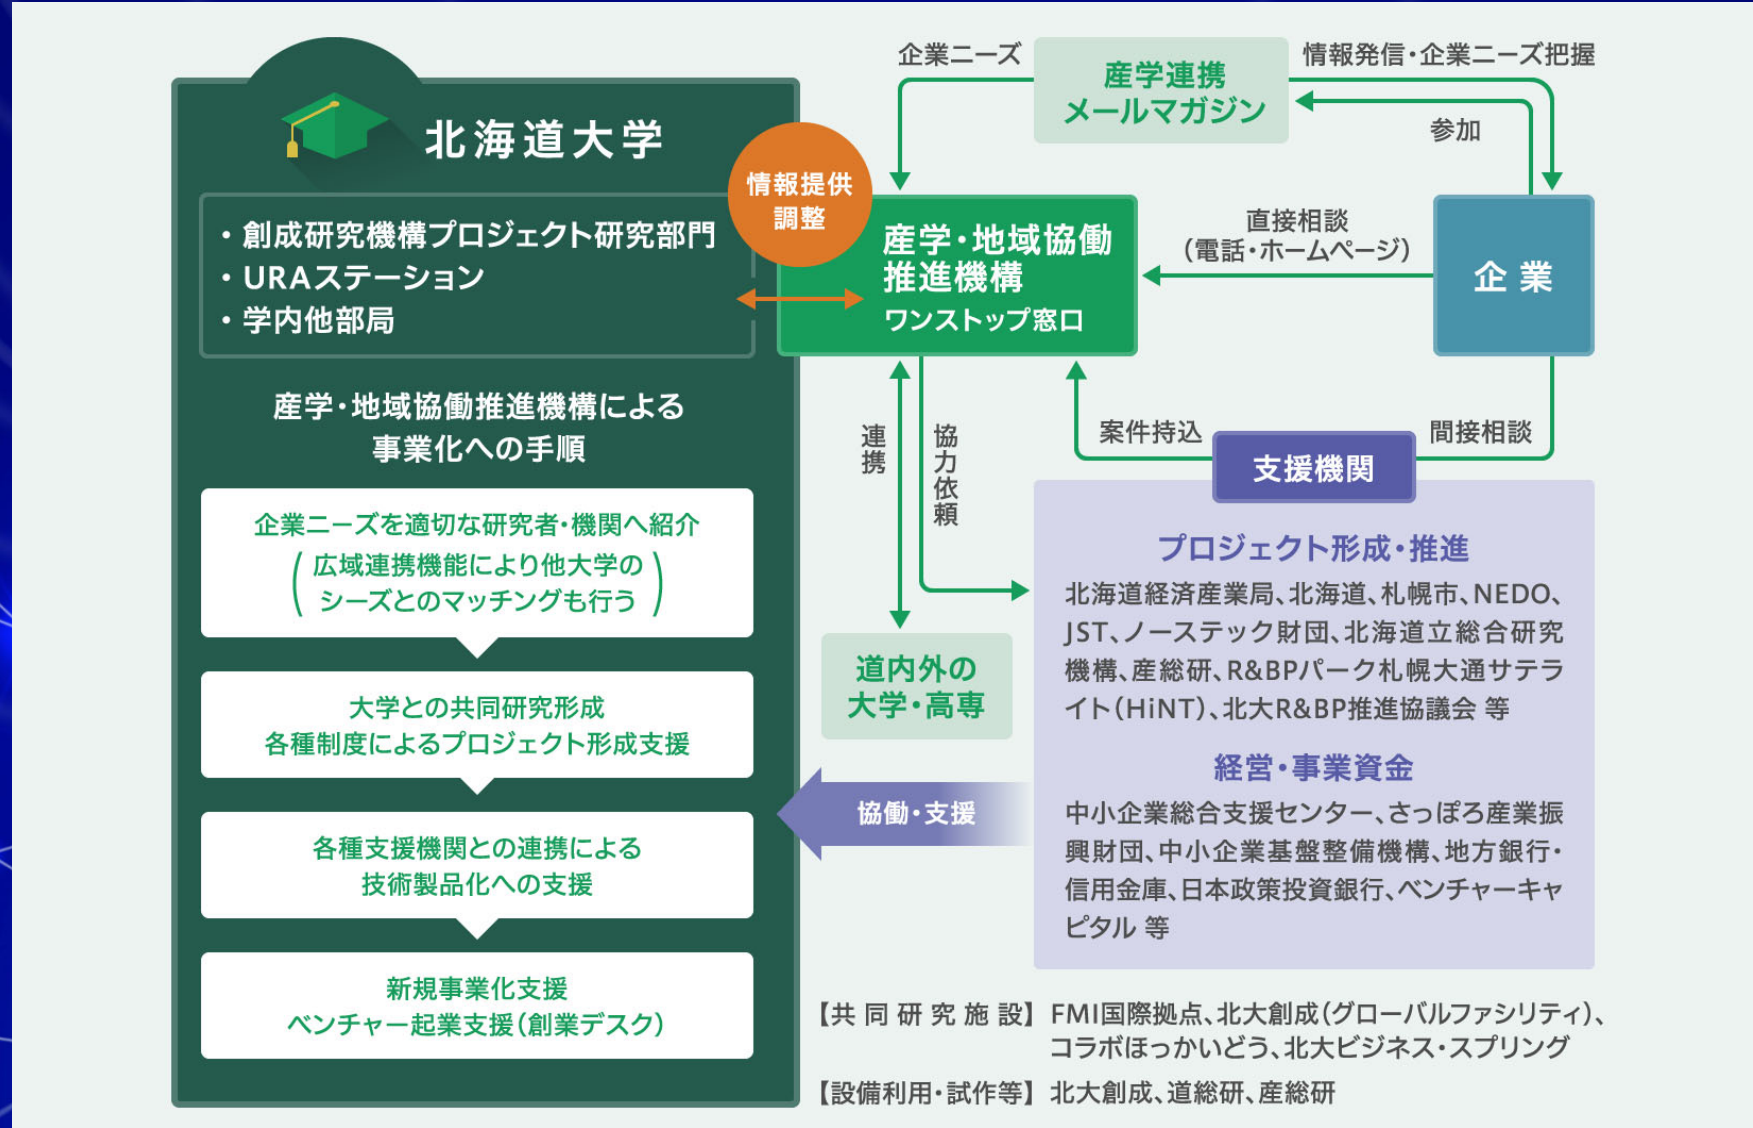 北海道大学
・創成研究機構プロジェクト研究部門
・URAステーション
・学内他部局
産学・地域協働推進機構による
事業化への手順
企業ニーズを適切な研究者・機関へ紹介
(広域連携機能により他大学の
シーズとのマッチングも行う)
大学との共同研究形成
各種制度によるプロジェクト形成支援
各種支援機関との連携による
技術製品化への支援
新規事業化支援
ベンチャー起業支援(創業デスク)
情報提供
調整
企業ニーズ
産学連携
メールマガジン
情報発信・企業ニーズ把握
参加
産学・地域協働
推進機構
ワンストップ窓口
直接相談
(電話・ホームページ)
企業
連携
協力依頼
案件持込
間接相談
支援機関
プロジェクト形成・推進
北海道経済産業局、北海道、札幌市、NEDO、
JST、ノーステック財団、北海道立総合研究
機構、産総研、R&BPパーク札幌大通サテラ
イト(HiNT)、北大R&BP推進協議会 等
経営・事業資金
中小企業総合支援センター、さっぽろ産業振
興財団、中小企業基盤整備機構、地方銀行・
信用金庫、日本政策投資銀行、ベンチャーキャ
ピタル 等
道内外の
大学・高専
協働・支援
【共同研究施設】FMI国際拠点、北大創成(グローバルファシリティ)、
コラボほっかいどう、北大ビジネス・スプリング
【設備利用・試作等】北大創成、道総研、産総研